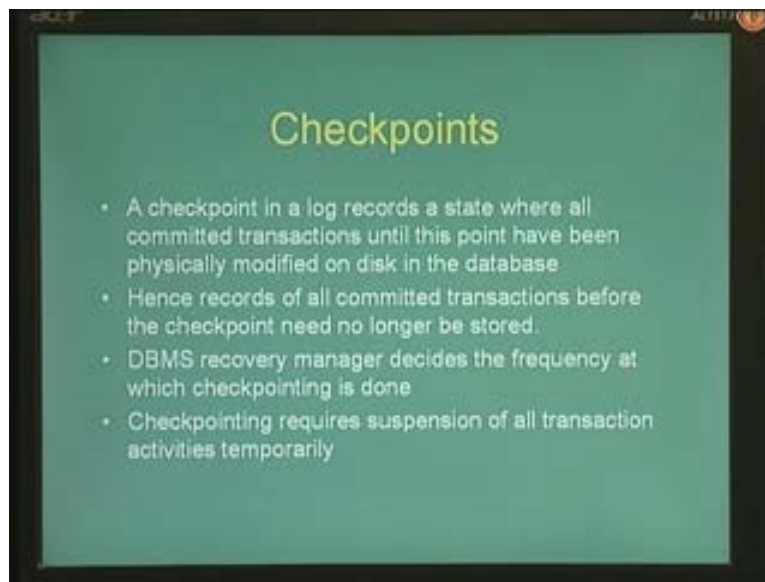 acer
Checkpoints
• A checkpoint in a log records a state where all
committed transactions until this point have been
physically modified on disk in the database
• Hence records of all committed transactions before
the checkpoint need no longer be stored.
• DBMS recovery manager decides the frequency at
which checkpointing is done
• Checkpointing requires suspension of all transaction
activities temporarily